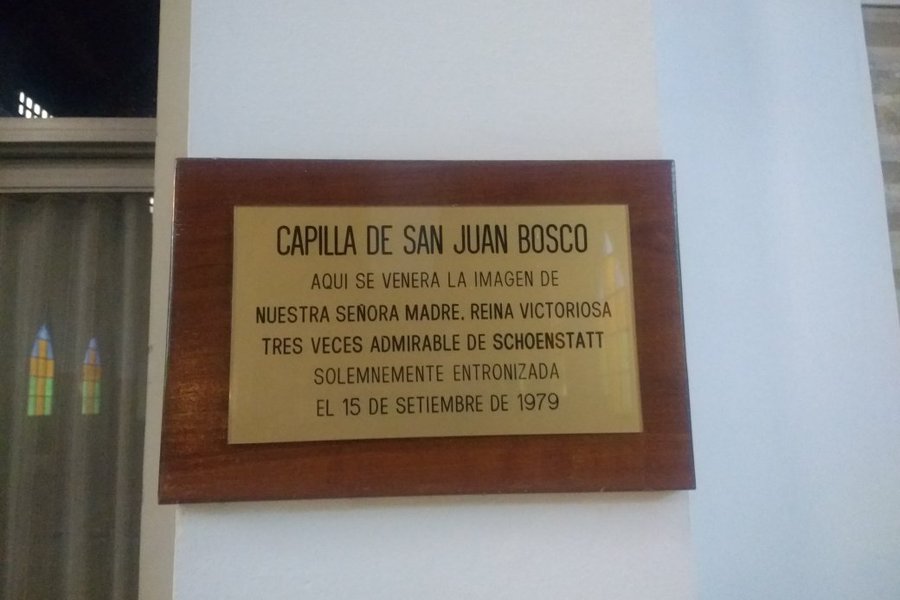 CAPILLA DE SAN JUAN BOSCO
AQUI SE VENERA LA IMAGEN DE
NUESTRA SEÑORA MADRE, REINA VICTORIOSA
TRES VECES ADMIRABLE DE SCHOENSTATT
SOLEMNEMENTE ENTRONIZADA
EL 15 DE SETIEMBRE DE 1979